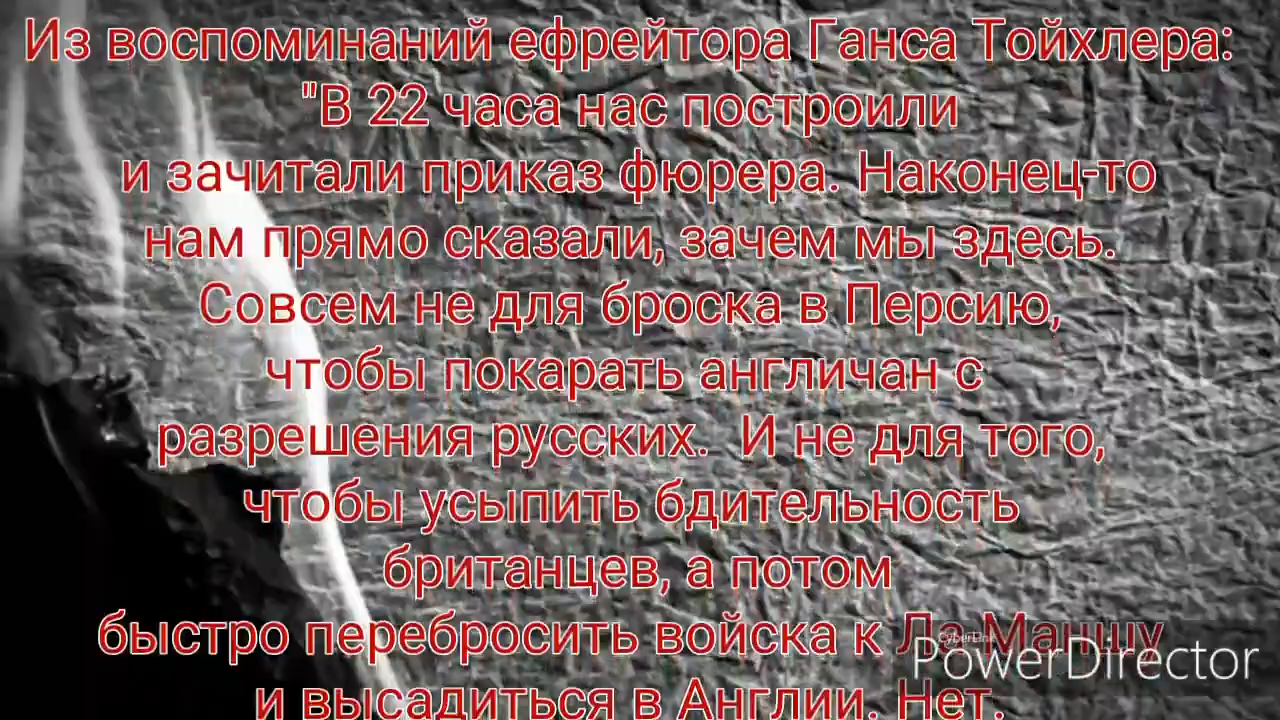 Из воспоминаний ефрейтора Ганса Тойхлера:
"В 22 часа нас построили
и зачитали приказ фюрера. Наконец-то
нам прямо сказали, зачем мы здесь.
Совсем не для броска в Персию,
чтобы покарать англичан с
разрешения русских. И не для того,
чтобы усыпить бдительность
британцев, а потом
быстро перебросить войска к Ла-Маншу
и высадиться в Англии. Нет.
CyberLink
PowerDirector